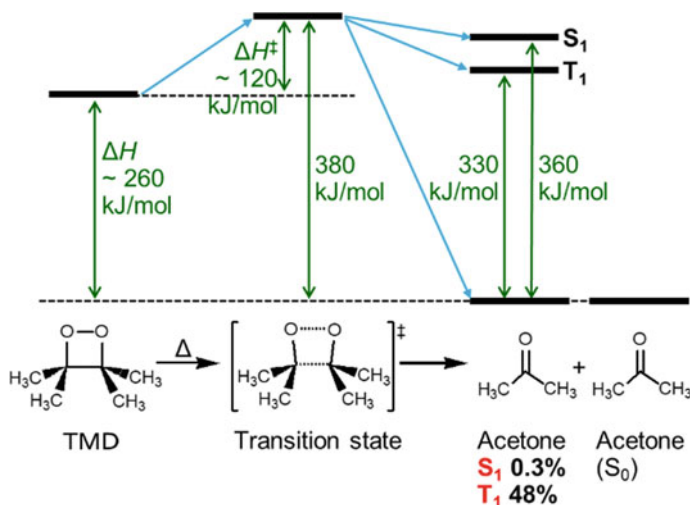 ΔH‡
~ 120
kJ/mol
S1
T1
ΔH
~ 260
kJ/mol
380
kJ/mol
330
kJ/mol
360
kJ/mol
O–O
H3C
CH3
H3C
CH3
Δ
O
O
‡
H3C
CH3
H3C
CH3
O
H3C
CH3
+
O
H3C
CH3
TMD
Transition state
Acetone
S1 0.3%
T1 48%
Acetone
(S0)